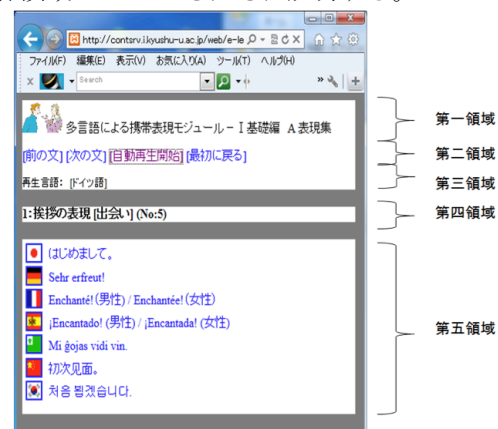 http://contsrv.i.kyushu-u.ac.jp/web/e-le
ファイル(F) 編集(E) 表示(V) お気に入り(A) ツール(T) ヘルプ(H)
x Search »
多言語による携帯表現モジュール－Ⅰ基礎編 A 表現集
第一領域
[前の文] [次の文] [自動再生開始] [最初に戻る]
第二領域
再生言語: [ドイツ語]
第三領域
1:挨拶の表現 [出会い] (No:5)
第四領域
はじめまして。
Sehr erfreut!
Enchanté! (男性) / Enchantée! (女性)
¡Encantado! (男性) / ¡Encantada! (女性)
第五領域
Mi ĝojas vidi vin.
初次见面。
처음 뵙겠습니다.